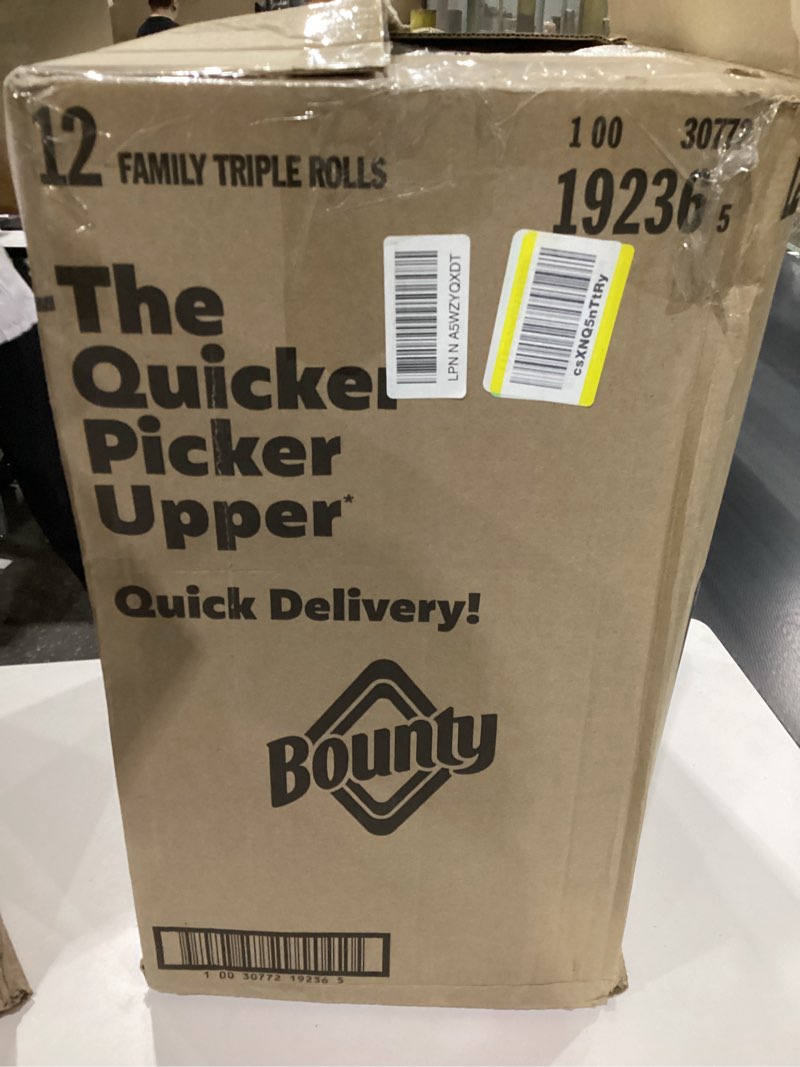 12 FAMILY TRIPLE ROLLS
1 00 30772
19236 5
LPN N A5WZYQXDT
csXNQ5nTtRy
The
Quicker
Picker
Upper*
Quick Delivery!
Bounty
1 00 30772 19236 5